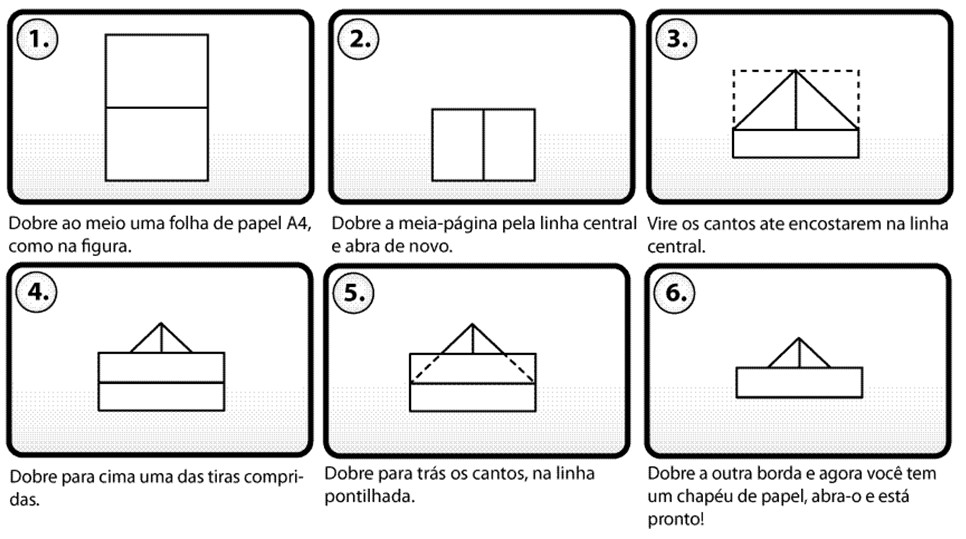 1.
Dobre ao meio uma folha de papel A4,
como na figura.
2.
Dobre a meia-página pela linha central
e abra de novo.
3.
Vire os cantos ate encostarem na linha
central.
4.
Dobre para cima uma das tiras compri-
das.
5.
Dobre para trás os cantos, na linha
pontilhada.
6.
Dobre a outra borda e agora você tem
um chapéu de papel, abra-o e está
pronto!